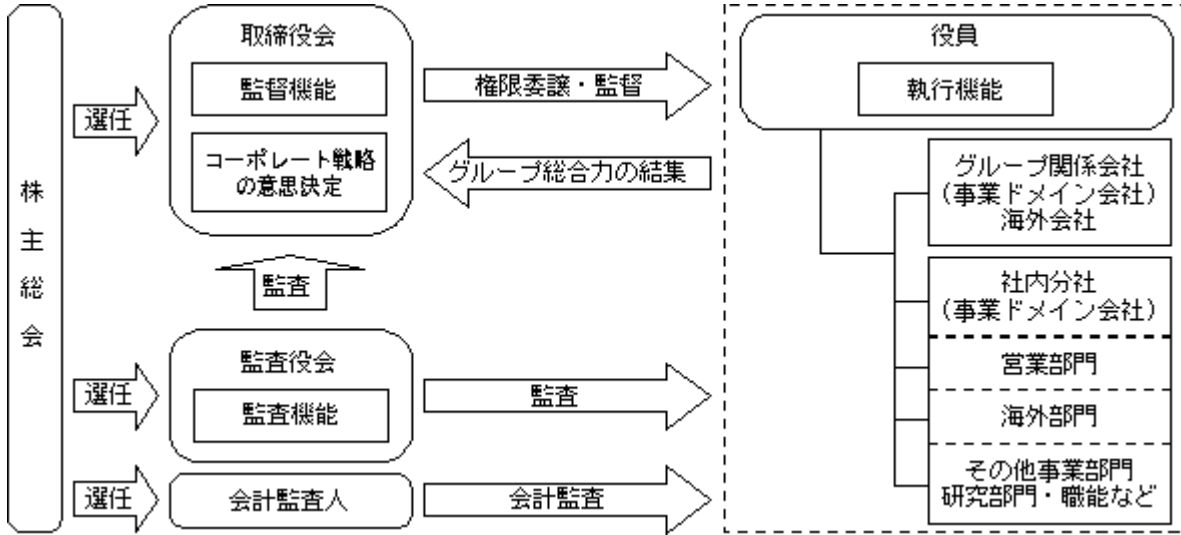 株主総会
選任
取締役会
監督機能
コーポレート戦略
の意思決定
権限委譲・監督
グループ総合力の結集
役員
執行機能
グループ関係会社
(事業ドメイン会社)
海外会社
社内分社
(事業ドメイン会社)
営業部門
海外部門
その他事業部門
研究部門・職能など
監査
選任
監査役会
監査機能
監査
選任
会計監査人
会計監査